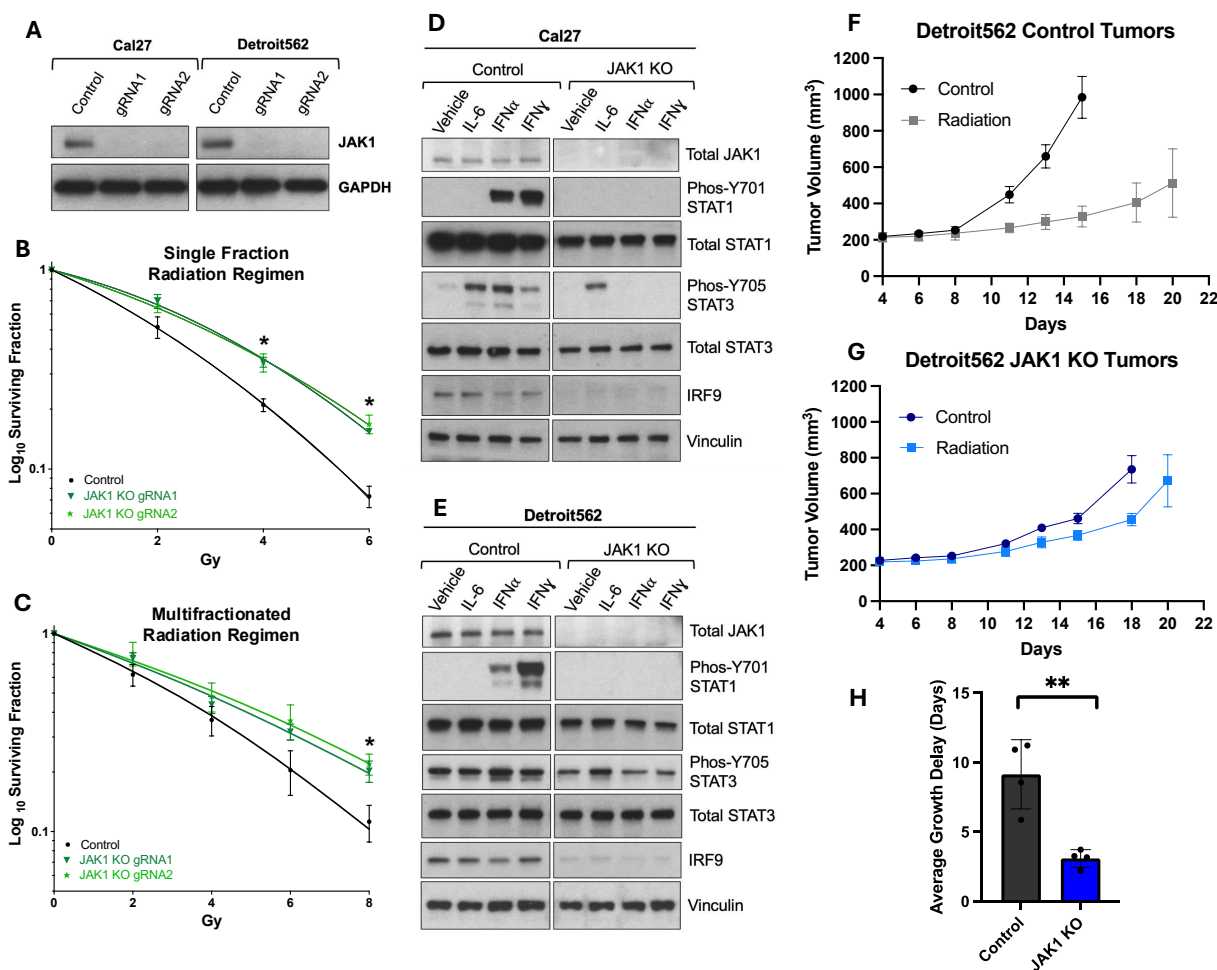 A
Cal27
Detroit562
Control
gRNA1
gRNA2
Control
gRNA1
gRNA2
JAK1
GAPDH
B
Single Fraction
Radiation Regimen
Log10 Surviving Fraction
1
0.1
*
*
Control
JAK KO gRNA1
JAK1 KO gRNA2
0
2
4
6
Gy
C
Multifractionated
Radiation Regimen
Log 10 Surviving Fraction
1
0.1
*
Control
JAK1 KO gRNA1
JAK1 KO gRNA2
0
2
4
6
8
Gy
D
Cal27
Control
JAK1 KO
Vehicle
IL-6
IFNα
IFNɣ
Vehicle
IL-6
IFNα
IFNɣ
Total JAK1
Phos-Y701
STAT1
Total STAT1
Phos-Y705
STAT3
Total STAT3
IRF9
Vinculin
E
Detroit562
Control
JAK1 KO
Vehicle
IL-6
IFNα
IFNɣ
Vehicle
IL-6
IFNα
IFNɣ
Total JAK1
Phos-Y701
STAT1
Total STAT1
Phos-Y705
STAT3
Total STAT3
IRF9
Vinculin
F
Detroit562 Control Tumors
Tumor Volume (mm3)
1200
1000
800
600
400
200
0
Control
Radiation
4 6 8 10 12 14 16 18 20 22
Days
G
Detroit562 JAK1 KO Tumors
Tumor Volume (mm3)
1200
1000
800
600
400
200
0
Control
Radiation
4 6 8 10 12 14 16 18 20 22
Days
H
Average Growth Delay (Days)
15
10
5
0
**
Control
JAK1 KO